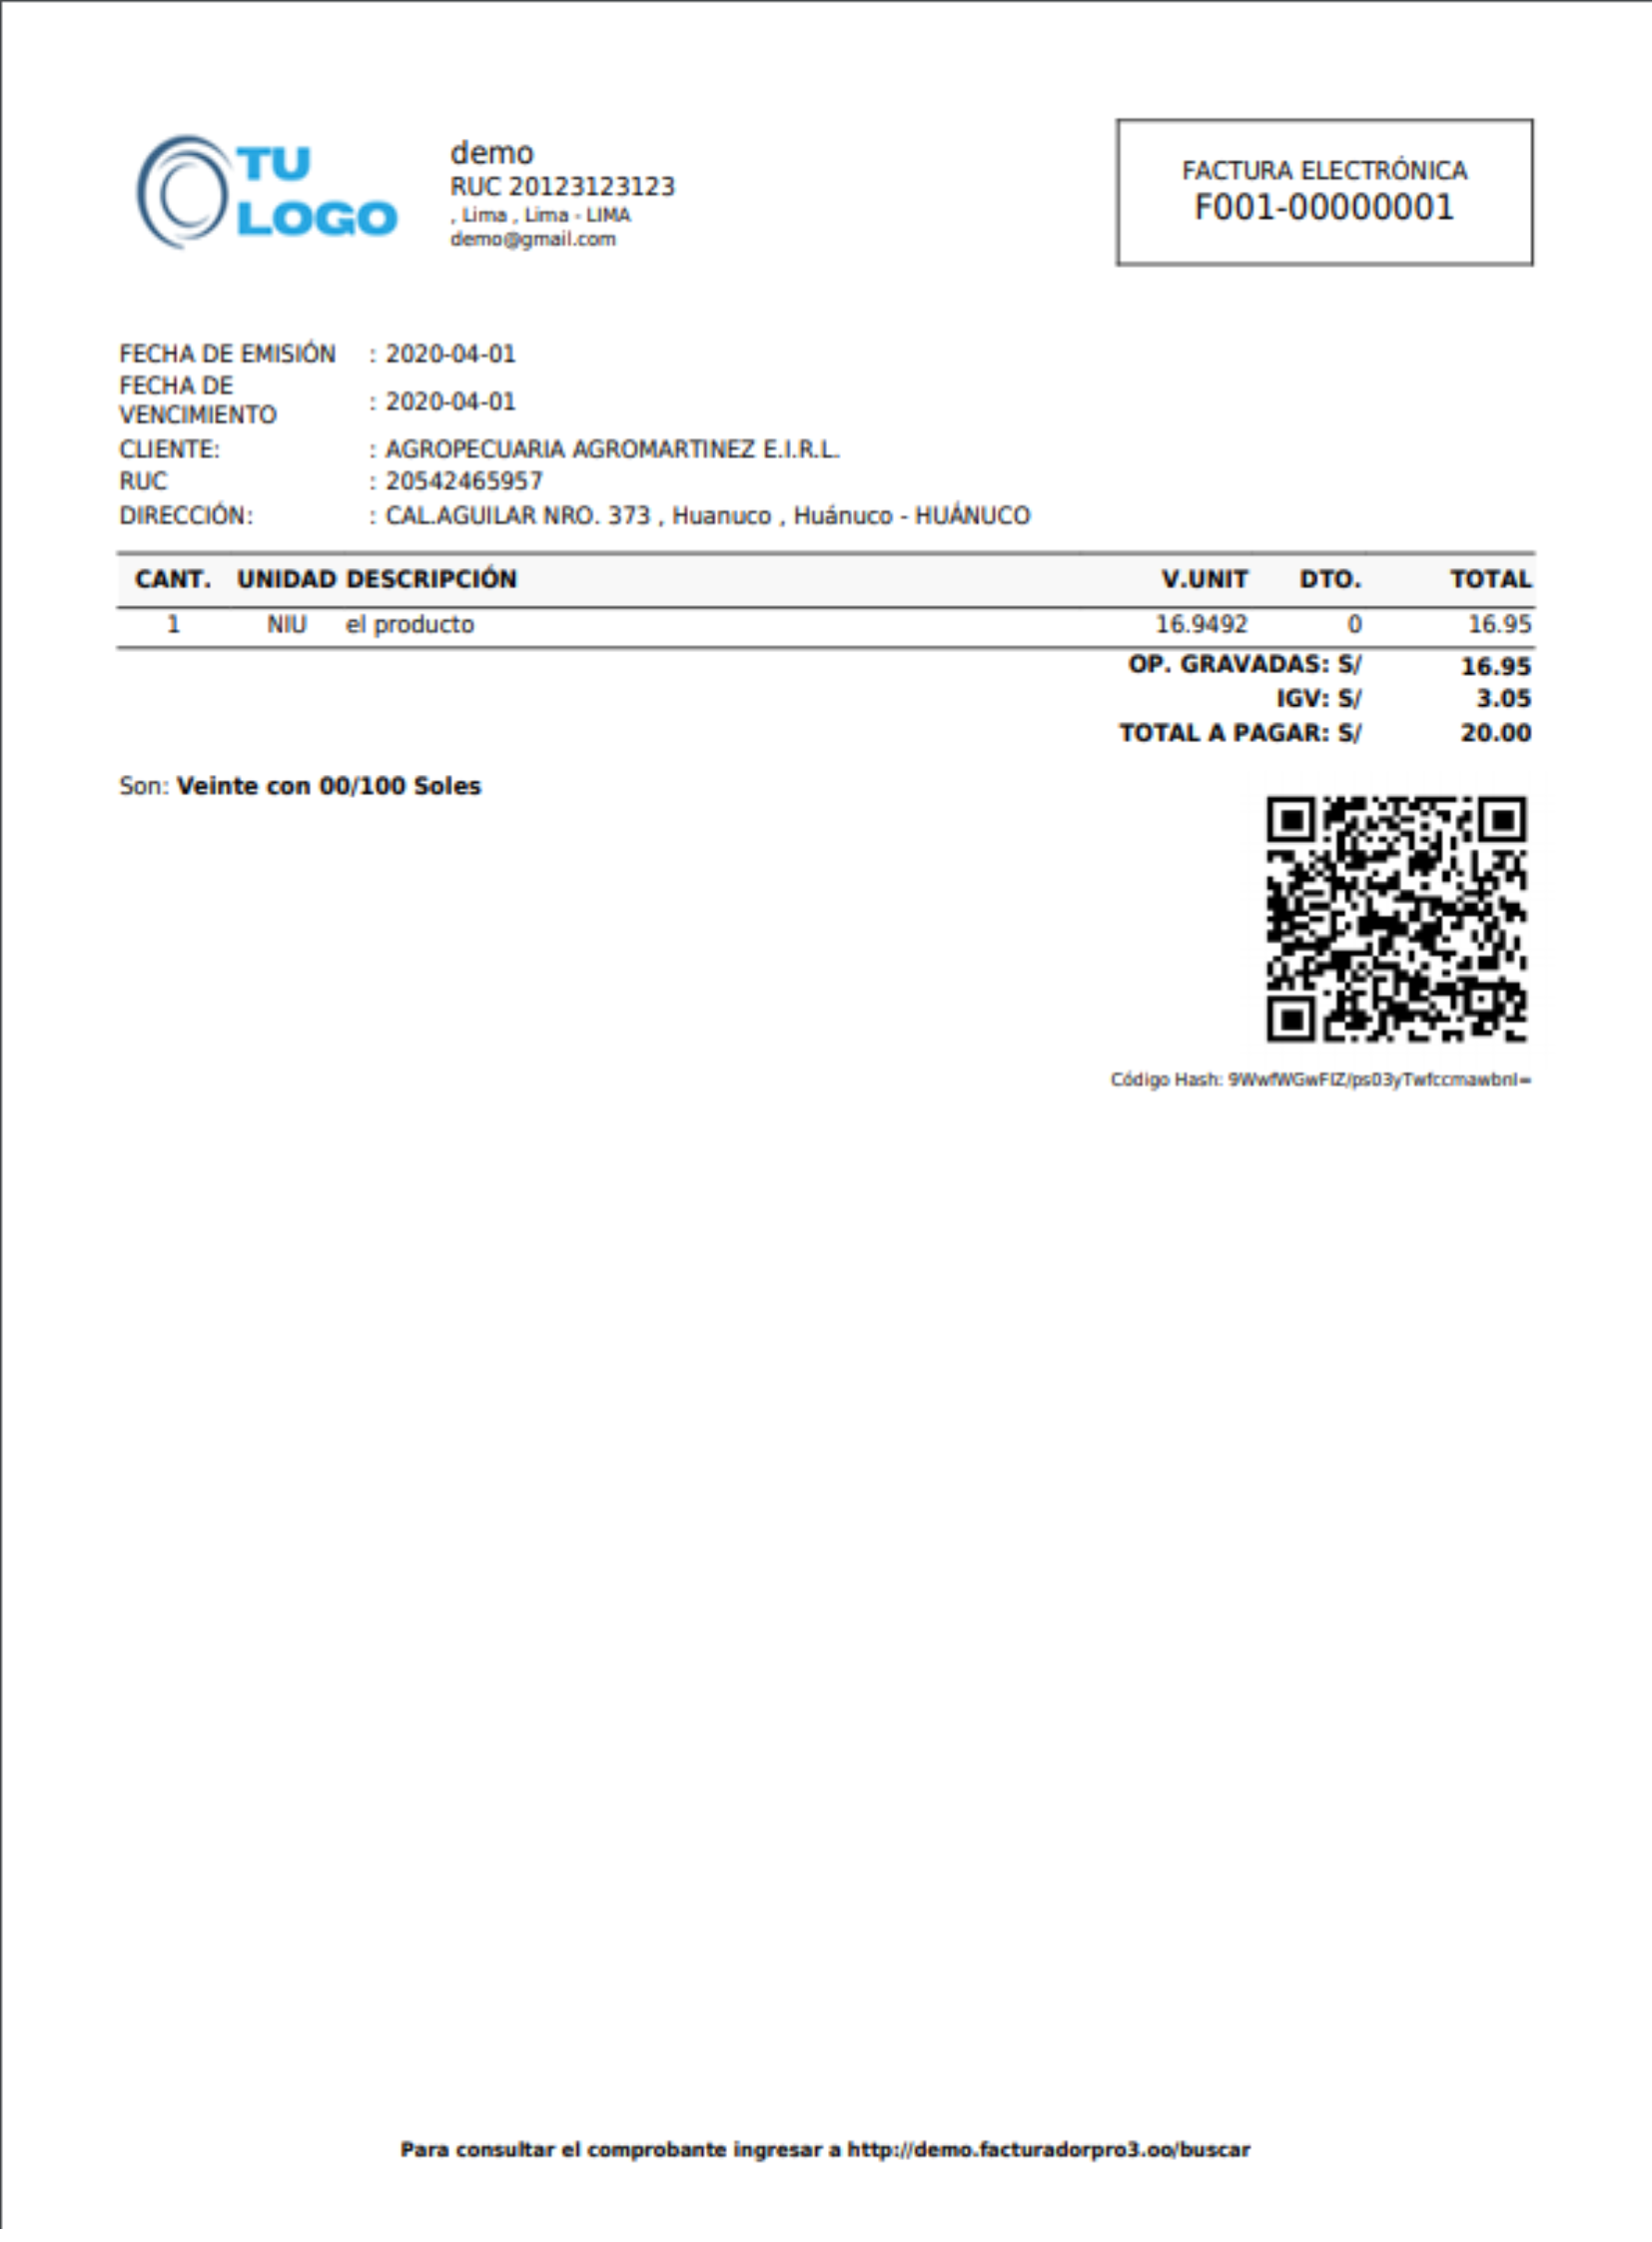 TU
LOGO
demo
RUC 20123123123
, Lima , Lima - LIMA
demo@gmail.com
FACTURA ELECTRÓNICA
F001-00000001
FECHA DE EMISIÓN : 2020-04-01
FECHA DE
VENCIMIENTO : 2020-04-01
CLIENTE: : AGROPECUARIA AGROMARTINEZ E.I.R.L.
RUC : 20542465957
DIRECCIÓN: : CAL.AGUILAR NRO. 373 , Huanuco , Huánuco - HUÁNUCO
CANT. UNIDAD DESCRIPCIÓN V.UNIT DTO. TOTAL
1 NIU el producto 16.9492 0 16.95
OP. GRAVADAS: S/ 16.95
IGV: S/ 3.05
TOTAL A PAGAR: S/ 20.00
Son: Veinte con 00/100 Soles
Código Hash:
Para consultar el comprobante ingresar a http://demo.facturadorpro3.oo/buscar